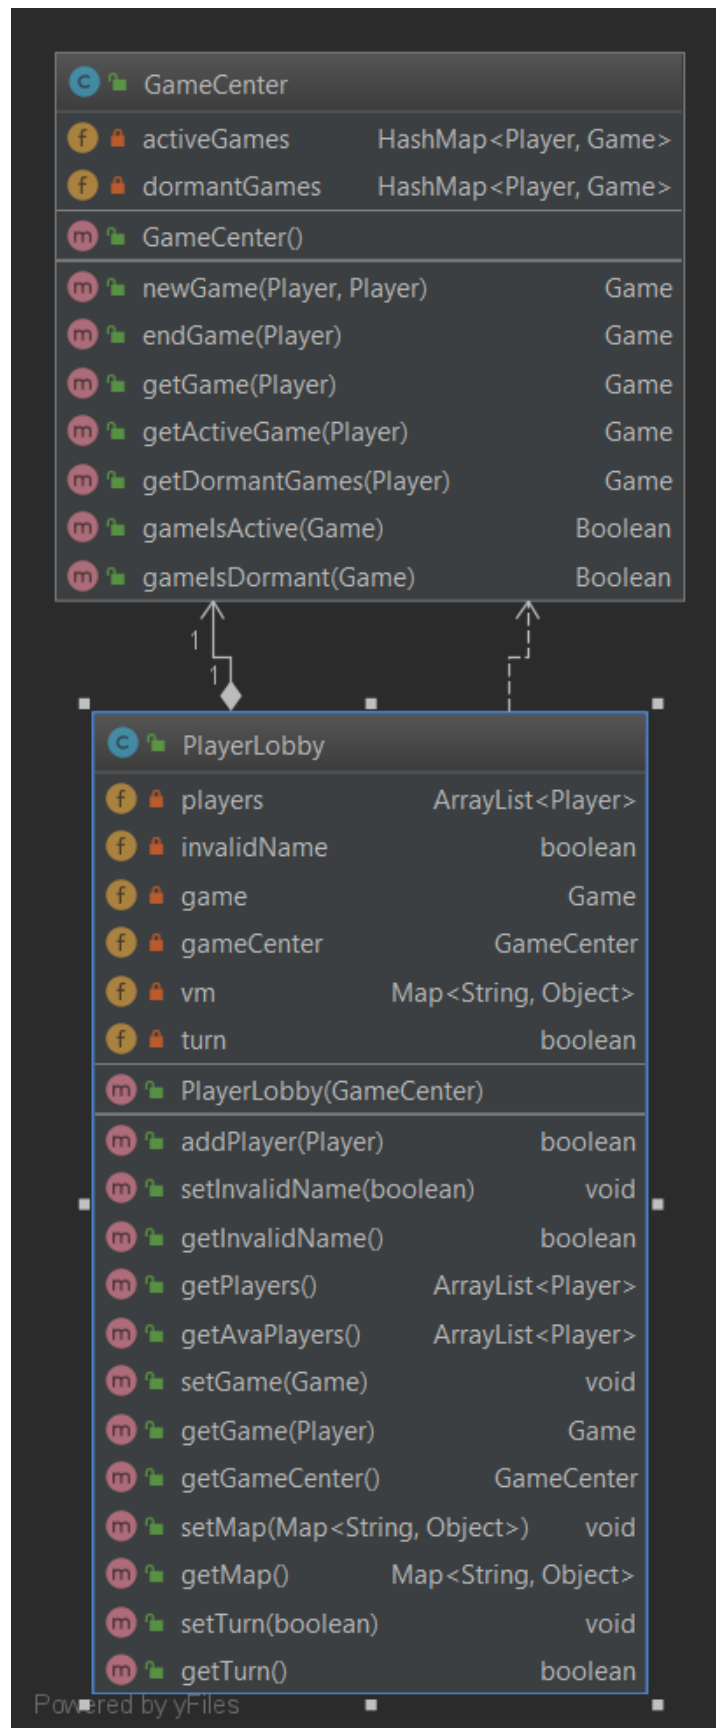 C GameCenter
f activeGames HashMap<Player, Game>
f dormantGames HashMap<Player, Game>
m GameCenter()
m newGame(Player, Player) Game
m endGame(Player) Game
m getGame(Player) Game
m getActiveGame(Player) Game
m getDormantGames(Player) Game
m gameIsActive(Game) Boolean
m gameIsDormant(Game) Boolean
1
1
C PlayerLobby
f players ArrayList<Player>
f invalidName boolean
f game Game
f gameCenter GameCenter
f vm Map<String, Object>
f turn boolean
m PlayerLobby(GameCenter)
m addPlayer(Player) boolean
m setInvalidName(boolean) void
m getInvalidName() boolean
m getPlayers() ArrayList<Player>
m getAvaPlayers() ArrayList<Player>
m setGame(Game) void
m getGame(Player) Game
m getGameCenter() GameCenter
m setMap(Map<String, Object>) void
m getMap() Map<String, Object>
m setTurn(boolean) void
m getTurn() boolean
Powered by yFiles